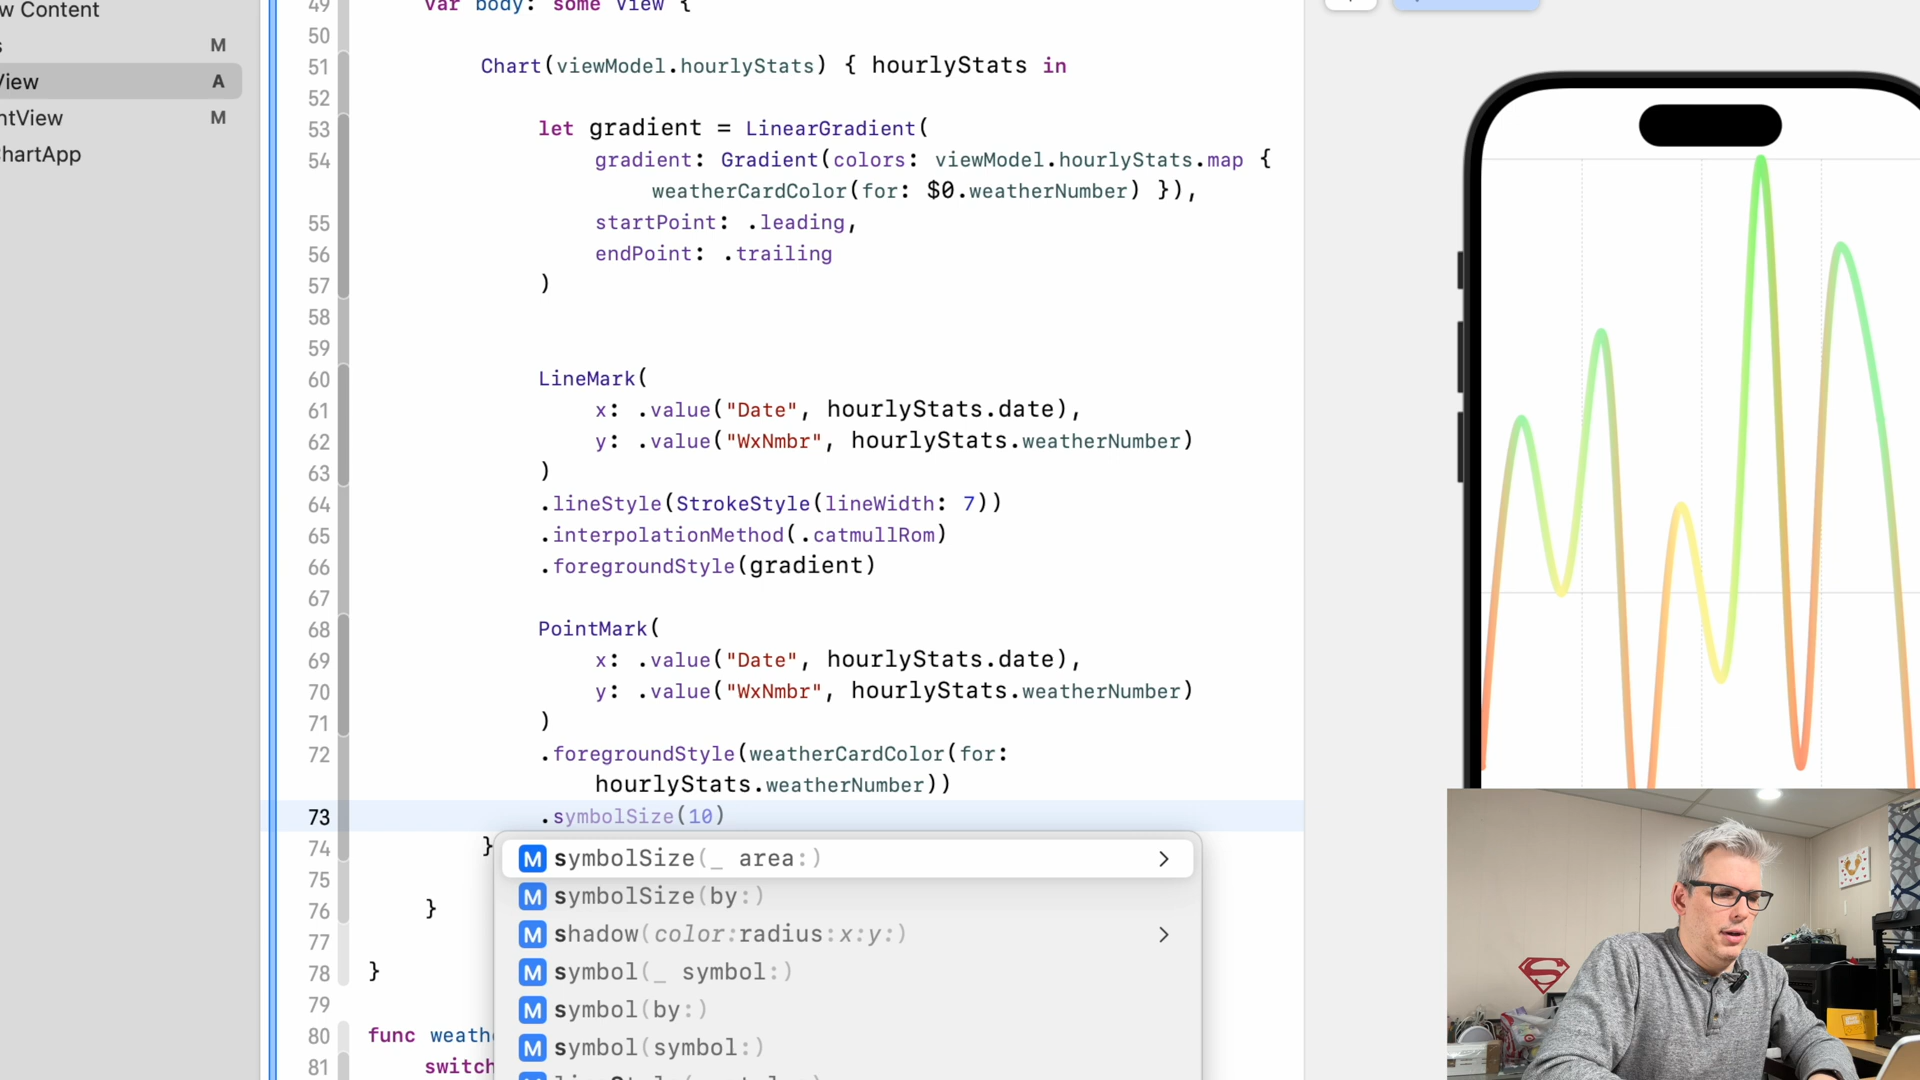 w Content
s M
View A
ntView M
ChartApp
49 var body: some View {
50
51 Chart(viewModel.hourlyStats) { hourlyStats in
52
53 let gradient = LinearGradient(
54 gradient: Gradient(colors: viewModel.hourlyStats.map {
weatherCardColor(for: $0.weatherNumber) }),
55 startPoint: .leading,
56 endPoint: .trailing
57 )
58
59
60 LineMark(
61 x: .value("Date", hourlyStats.date),
62 y: .value("WxNmbr", hourlyStats.weatherNumber)
63 )
64 .lineStyle(StrokeStyle(lineWidth: 7))
65 .interpolationMethod(.catmullRom)
66 .foregroundStyle(gradient)
67
68 PointMark(
69 x: .value("Date", hourlyStats.date),
70 y: .value("WxNmbr", hourlyStats.weatherNumber)
71 )
72 .foregroundStyle(weatherCardColor(for:
hourlyStats.weatherNumber))
73 .symbolSize(10)
74 }
M symbolSize(_ area:)
75
M symbolSize(by:)
76 }
M shadow(color:radius:x:y:)
77
78 }
M symbol(_ symbol:)
79
M symbol(by:)
80 func weath
M symbol(symbol:)
81 switch